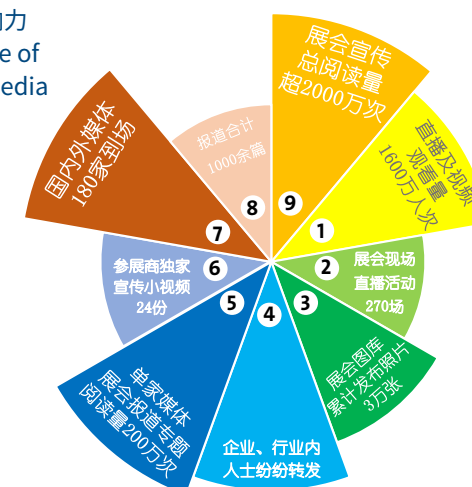 力
e of
edia
展会宣传
总阅读量
超2000万次
9
直播及视频
观看量
1600万人次
1
展会现场
直播活动
270场
2
展会图库
累计发布照片
3万张
3
企业、行业内
人士纷纷转发
4
单家媒体
展会报道专题
阅读量200万次
5
参展商独家
宣传小视频
24份
6
国内外媒体
180家到场
7
报道合计
1000余篇
8